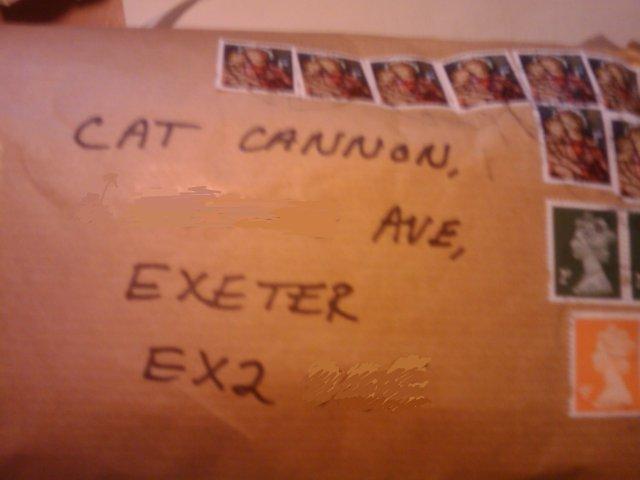 CAT CANNON,
AVE,
EXETER
EX2